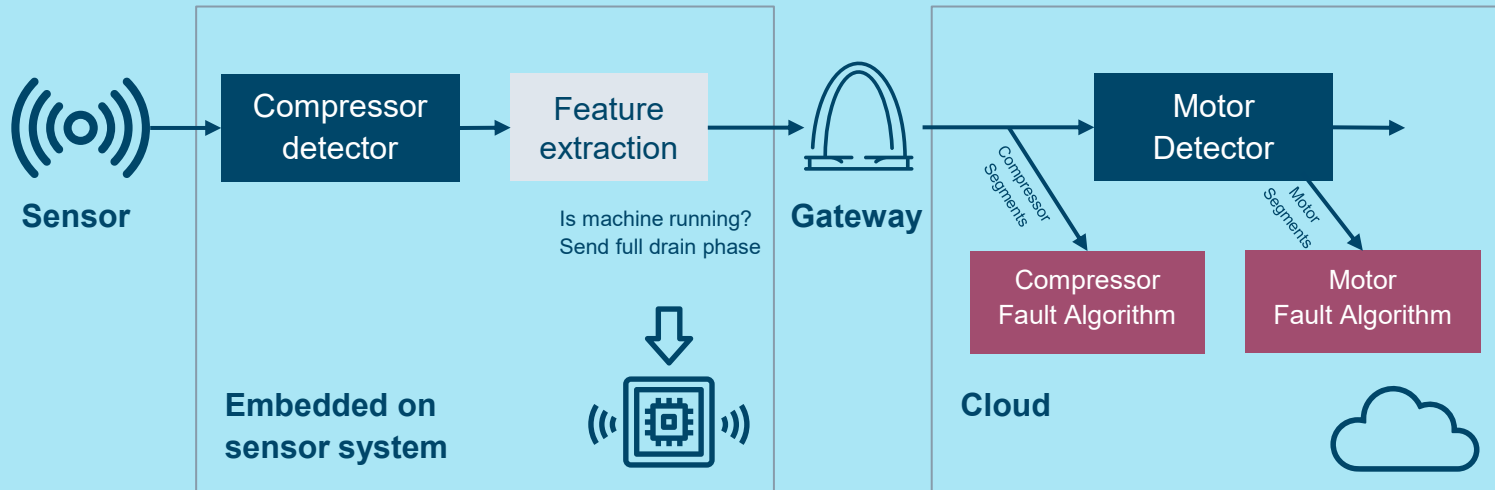 Sensor
Compressor
detector
Feature
extraction
Is machine running?
Send full drain phase
Embedded on
sensor system
Gateway
Compressor
Segments
Motor
Detector
Motor
Segments
Compressor
Fault Algorithm
Motor
Fault Algorithm
Cloud